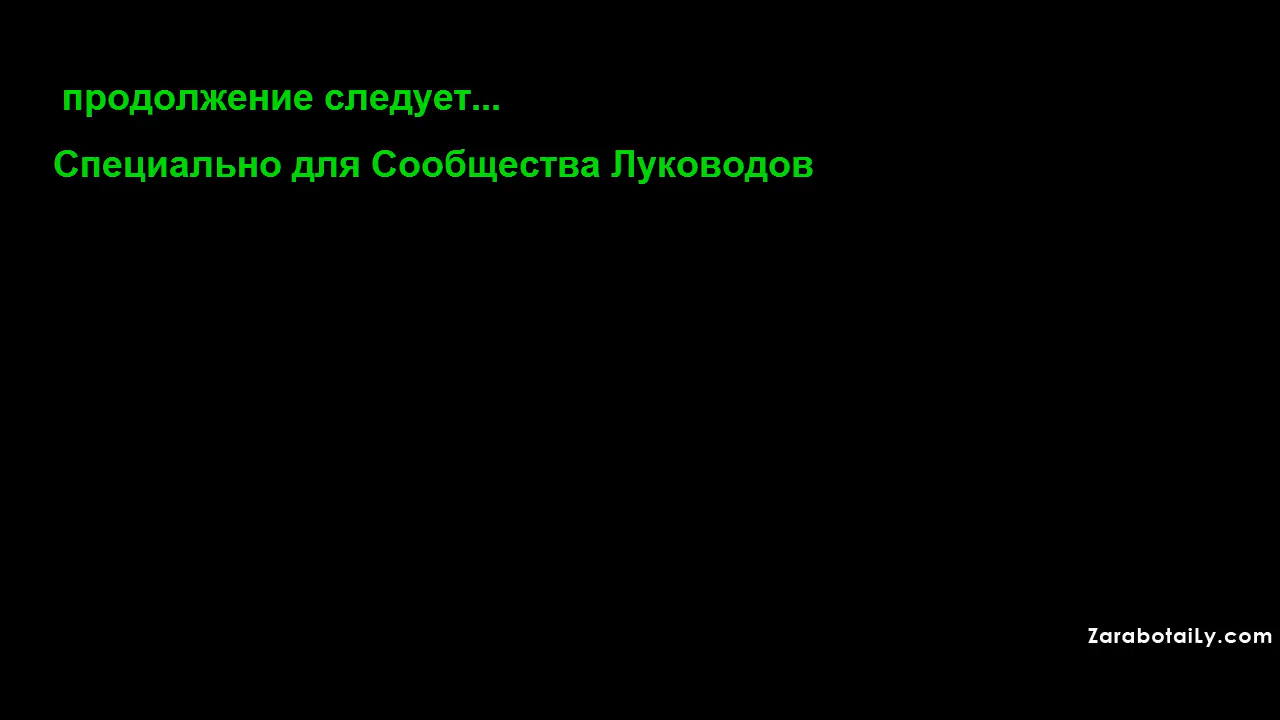 продолжение следует...
Специально для Сообщества Луководов
ZarabotaiLy.com